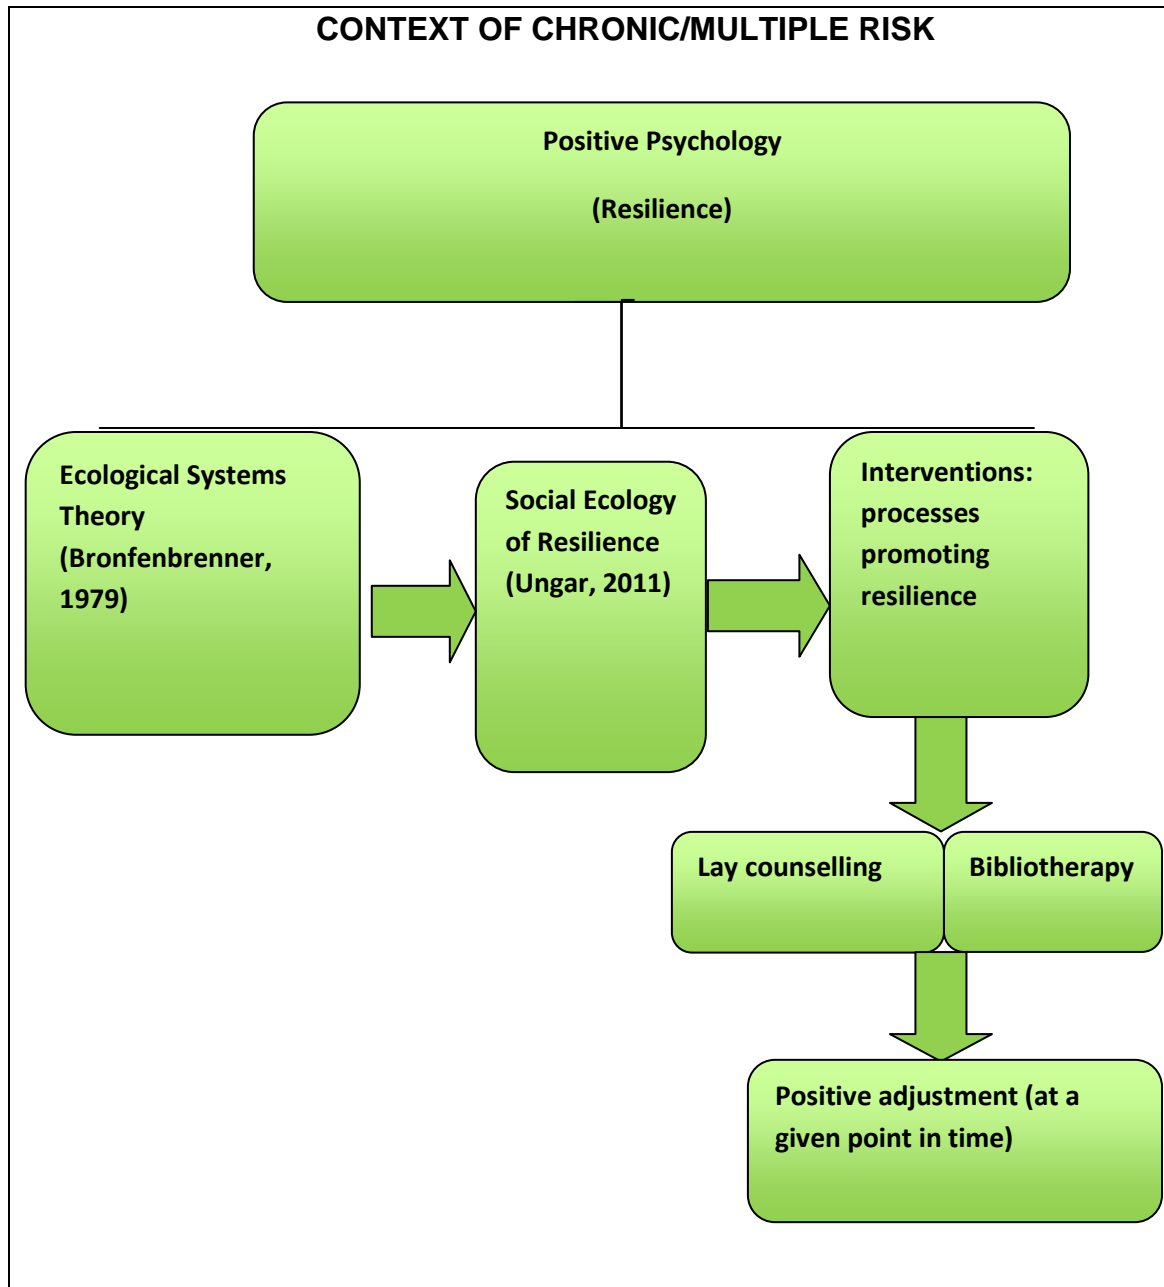 CONTEXT OF CHRONIC/MULTIPLE RISK
Positive Psychology
(Resilience)
Ecological Systems
Theory
(Bronfenbrenner,
1979)
Social Ecology
of Resilience
(Ungar, 2011)
Interventions:
processes
promoting
resilience
Lay counselling
Bibliotherapy
Positive adjustment (at a
given point in time)